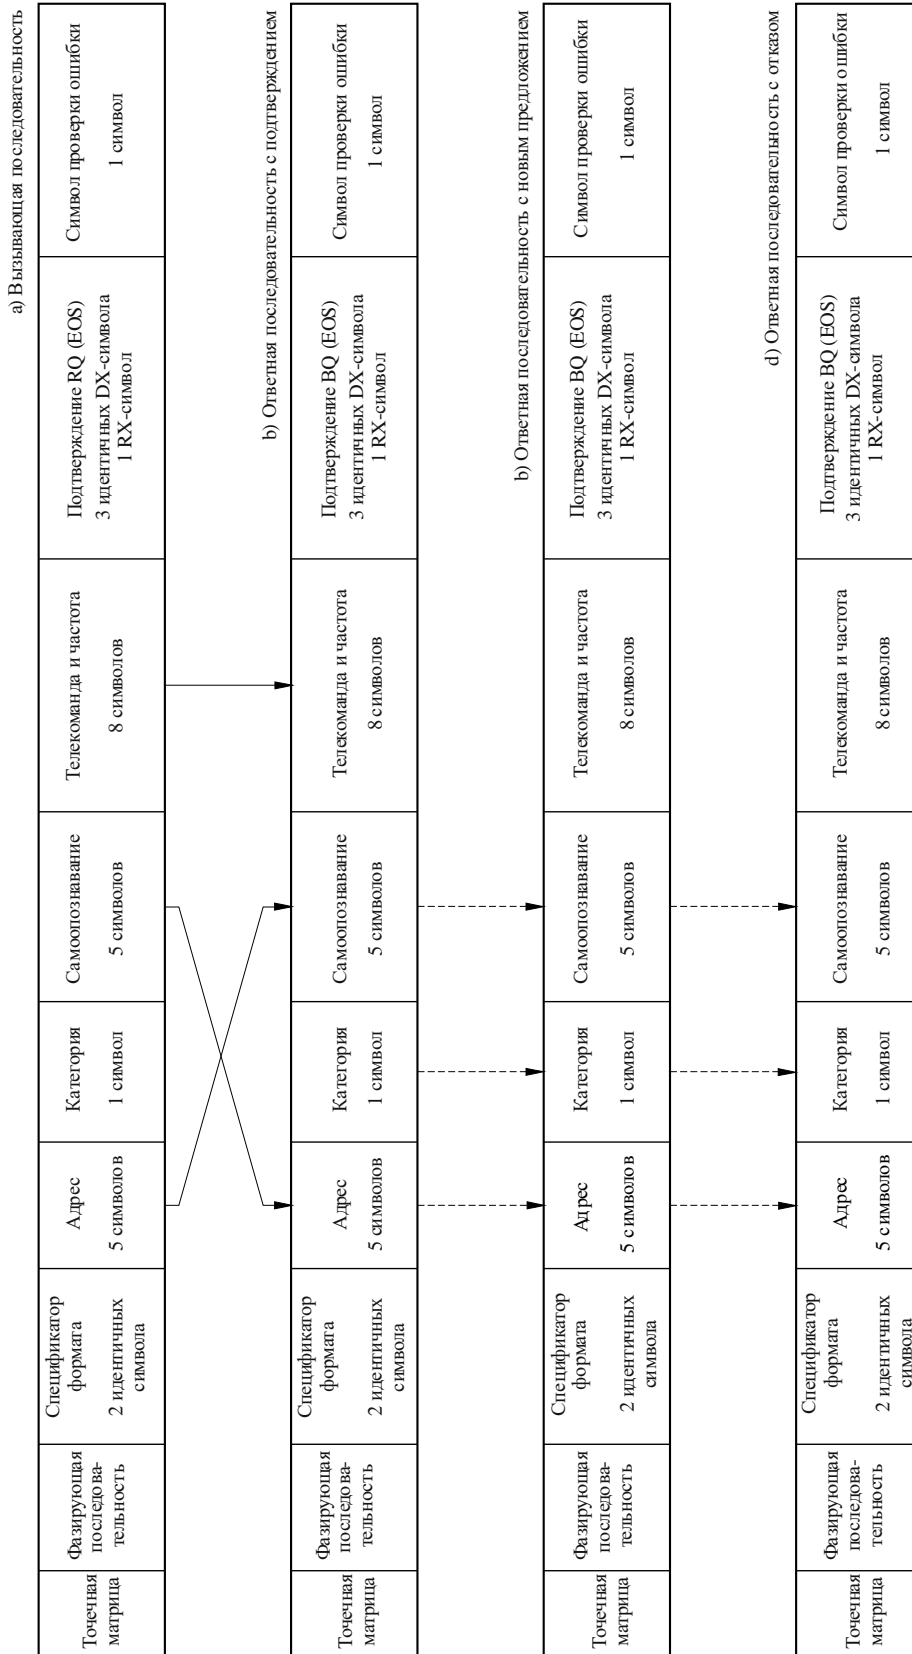 a) Вызывающая последовательность
Точечная
матрица
Фазирующая
последова-
тельность
Спецификатор
формата
2 идентичных
символа
Адрес
5 символов
Категория
1 символ
Самоопознавание
5 символов
Телекоманда и частота
8 символов
Подтверждение RQ (EOS)
3 идентичных DX-символа
1 RX-символ
Символ проверки ошибки
1 символ
b) Ответная последовательность с подтверждением
Точечная
матрица
Фазирующая
последова-
тельность
Спецификатор
формата
2 идентичных
символа
Адрес
5 символов
Категория
1 символ
Самоопознавание
5 символов
Телекоманда и частота
8 символов
Подтверждение BQ (EOS)
3 идентичных DX-символа
1 RX-символ
Символ проверки ошибки
1 символ
b) Ответная последовательность с новым предложением
Точечная
матрица
Фазирующая
последова-
тельность
Спецификатор
формата
2 идентичных
символа
Адрес
5 символов
Категория
1 символ
Самоопознавание
5 символов
Телекоманда и частота
8 символов
Подтверждение BQ (EOS)
3 идентичных DX-символа
1 RX-символ
Символ проверки ошибки
1 символ
d) Ответная последовательность с отказом
Точечная
матрица
Фазирующая
последова-
тельность
Спецификатор
формата
2 идентичных
символа
Адрес
5 символов
Категория
1 символ
Самоопознавание
5 символов
Телекоманда и частота
8 символов
Подтверждение BQ (EOS)
3 идентичных DX-символа
1 RX-символ
Символ проверки ошибки
1 символ